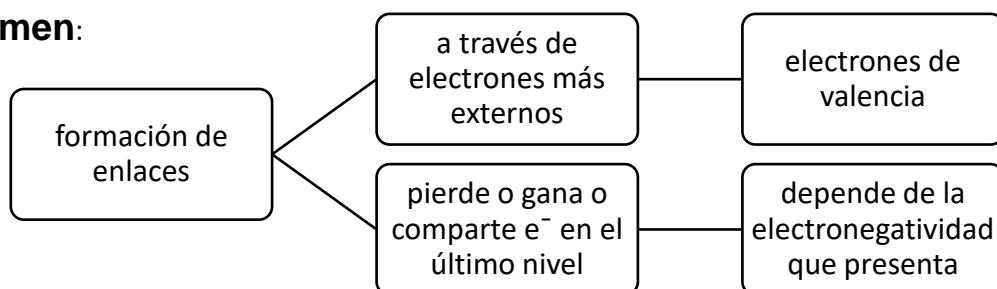 men:
formación de
enlaces
a través de
electrones más
externos
electrones de
valencia
pierde o gana o
comparte e⁻ en el
último nivel
depende de la
electronegatividad
que presenta